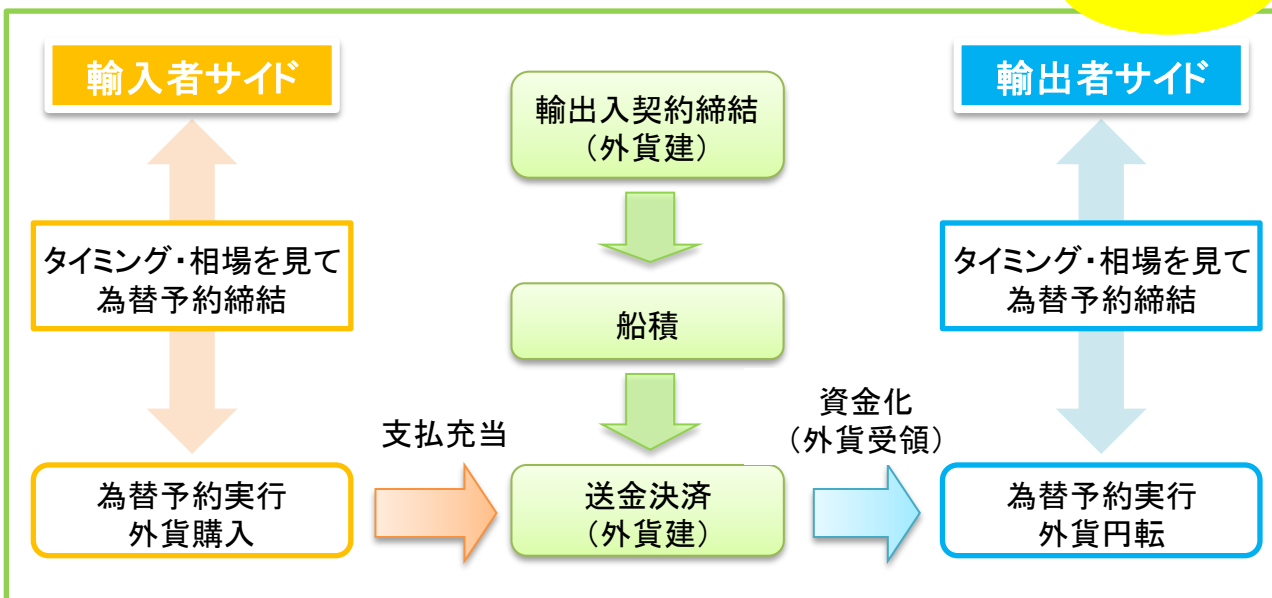 輸入者サイド
タイミング・相場を見て
為替予約締結
為替予約実行
外貨購入
支払充当
輸出入契約締結
（外貨建）
船積
送金決済
（外貨建）
資金化
（外貨受領）
輸出者サイド
タイミング・相場を見て
為替予約締結
為替予約実行
外貨円転